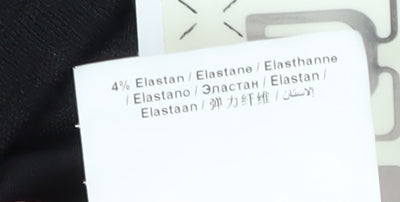 4% Elastan / Elastane / Elasthanne
/ Elastano / Эластан / Elastan /
Elastaan / 弹力纤维 / الاستان